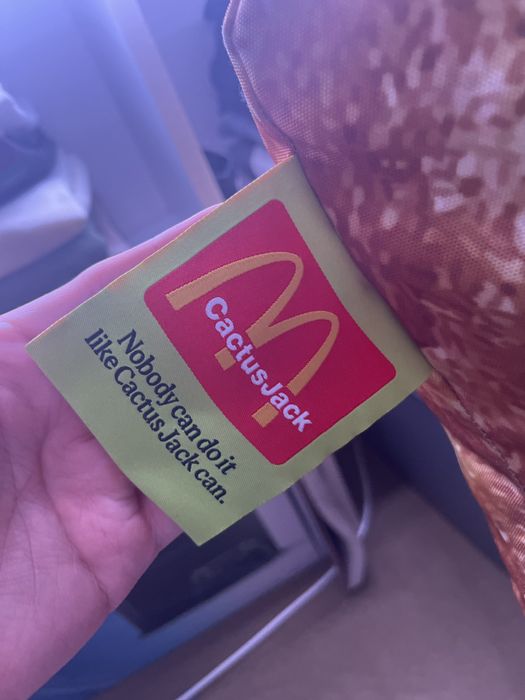 CactusJack
Nobody can do it
like Cactus Jack can.